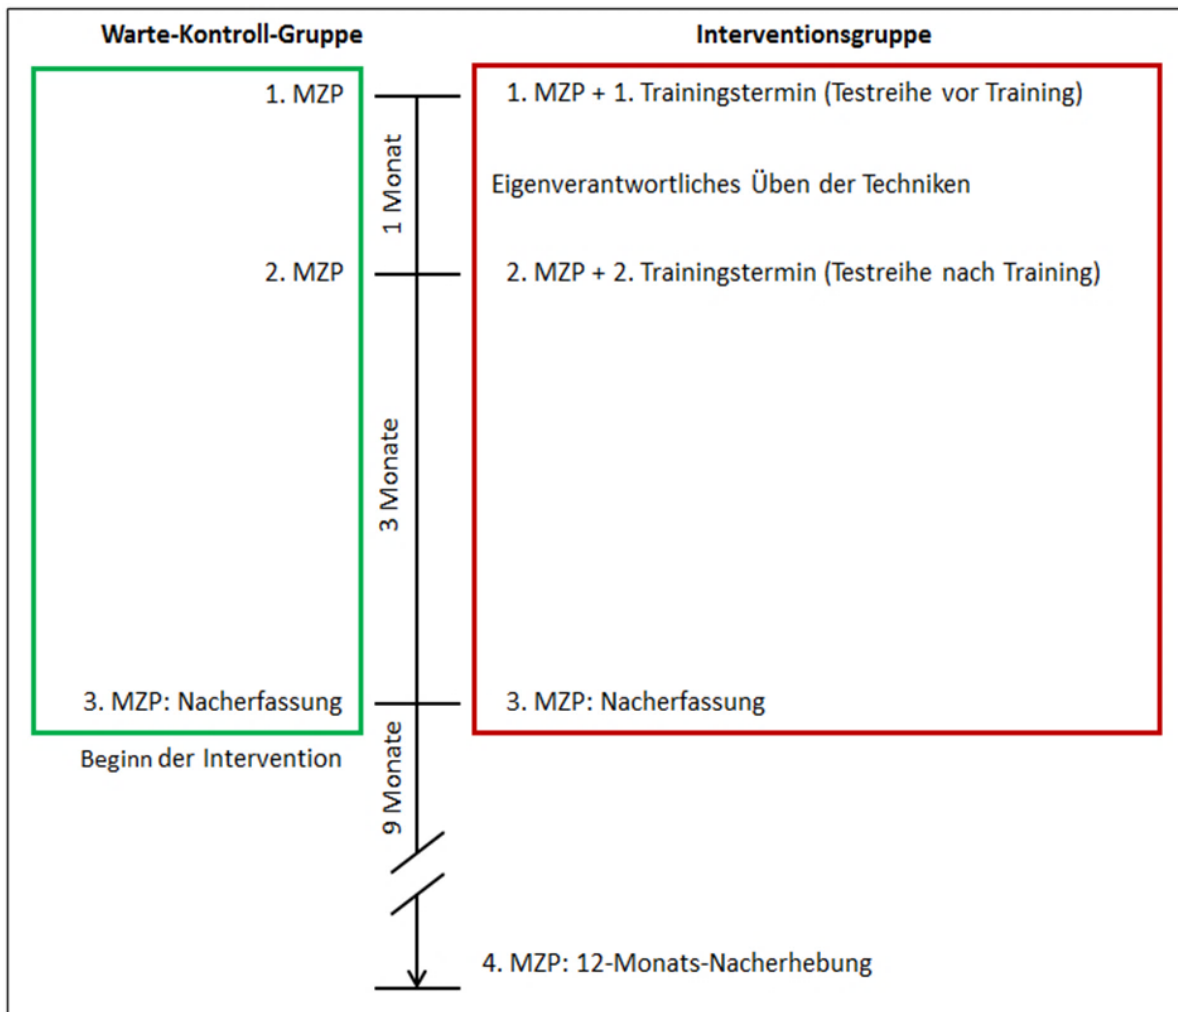 Warte-Kontroll-Gruppe
Interventionsgruppe
1. MZP
1. MZP + 1. Trainingstermin (Testreihe vor Training)
1 Monat
Eigenverantwortliches Üben der Techniken
2. MZP
2. MZP + 2. Trainingstermin (Testreihe nach Training)
3 Monate
3. MZP: Nacherfassung
3. MZP: Nacherfassung
Beginn der Intervention
9 Monate
4. MZP: 12-Monats-Nacherhebung